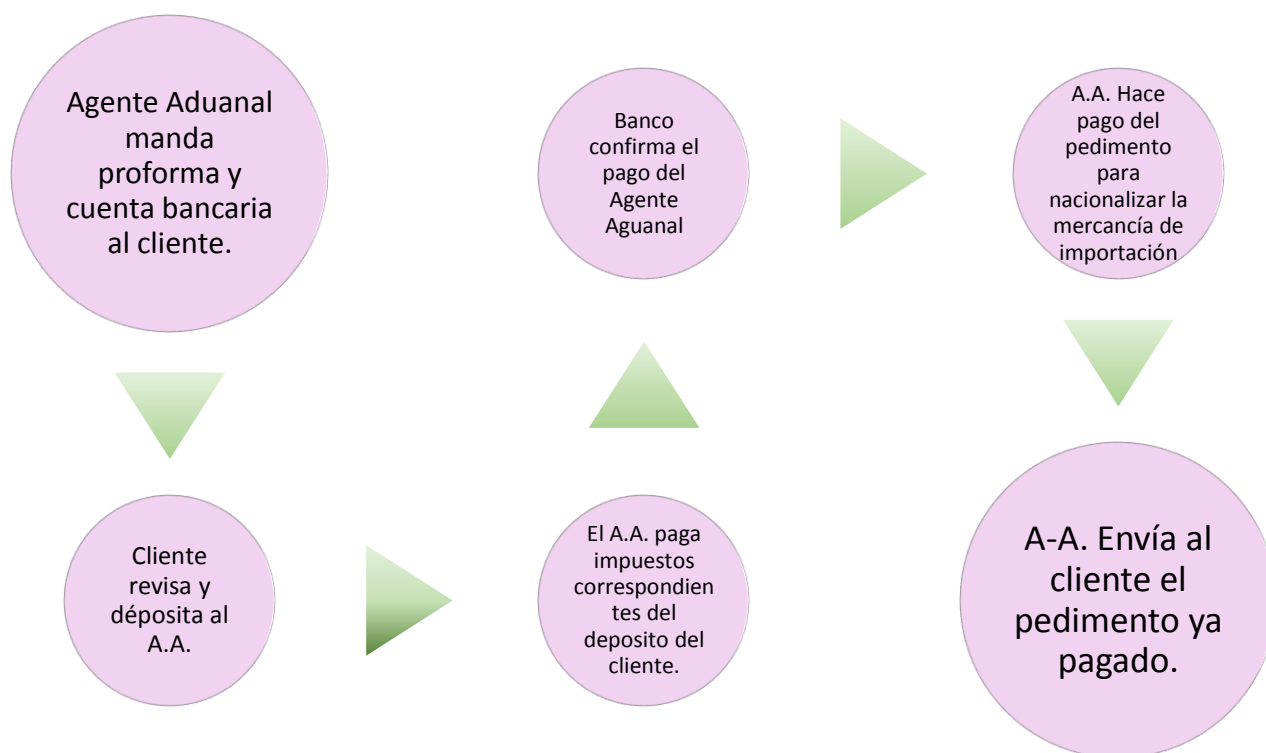 Agente Aduanal
manda
proforma y
cuenta bancaria
al cliente.
Cliente
revisa y
déposita al
A.A.
El A.A. paga
impuestos
correspondien
tes del
deposito del
cliente.
Banco
confirma el
pago del
Agente
Aguanal
A.A. Hace
pago del
pedimento
para
nacionalizar la
mercancía de
importación
A-A. Envía al
cliente el
pedimento ya
pagado.